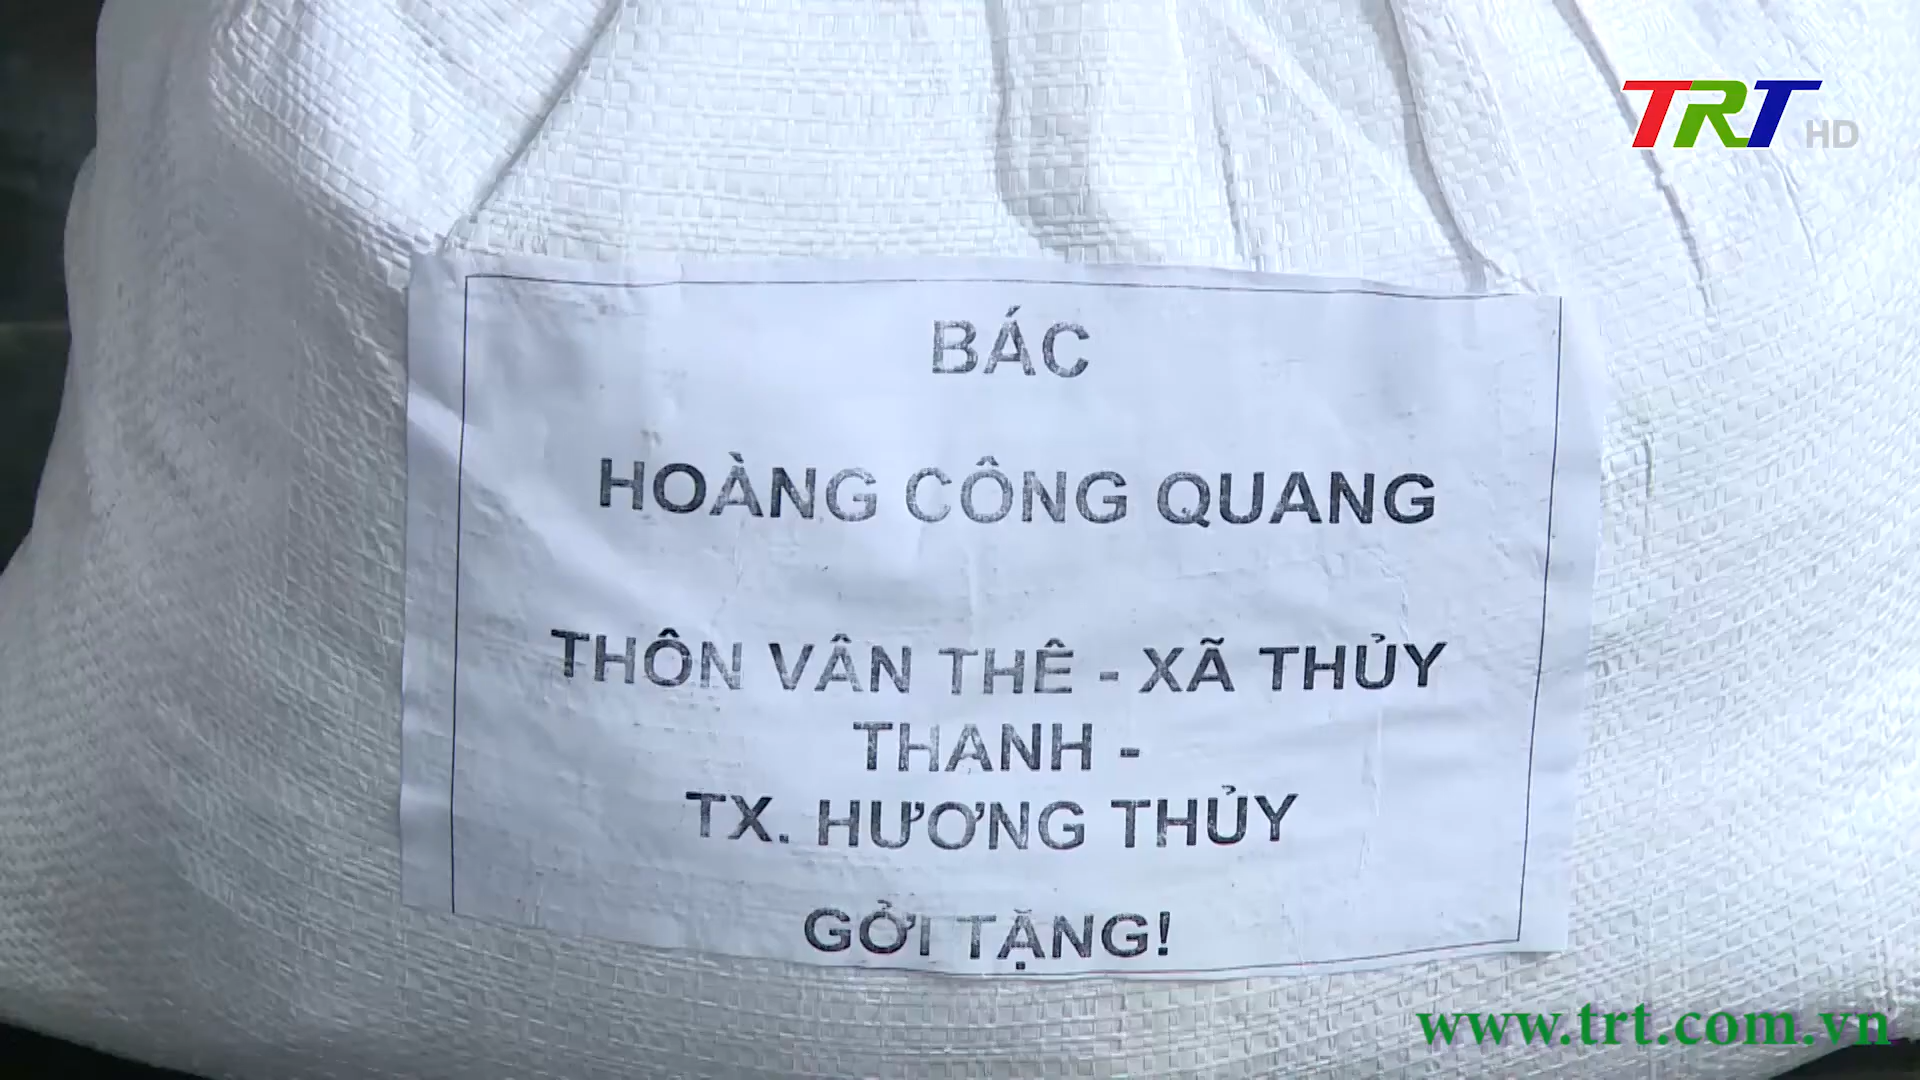 TRT HD
BÁC
HOÀNG CÔNG QUANG
THÔN VÂN THÊ - XÃ THỦY
THANH -
TX. HƯƠNG THỦY
GỞI TẶNG!
www.trt.com.vn